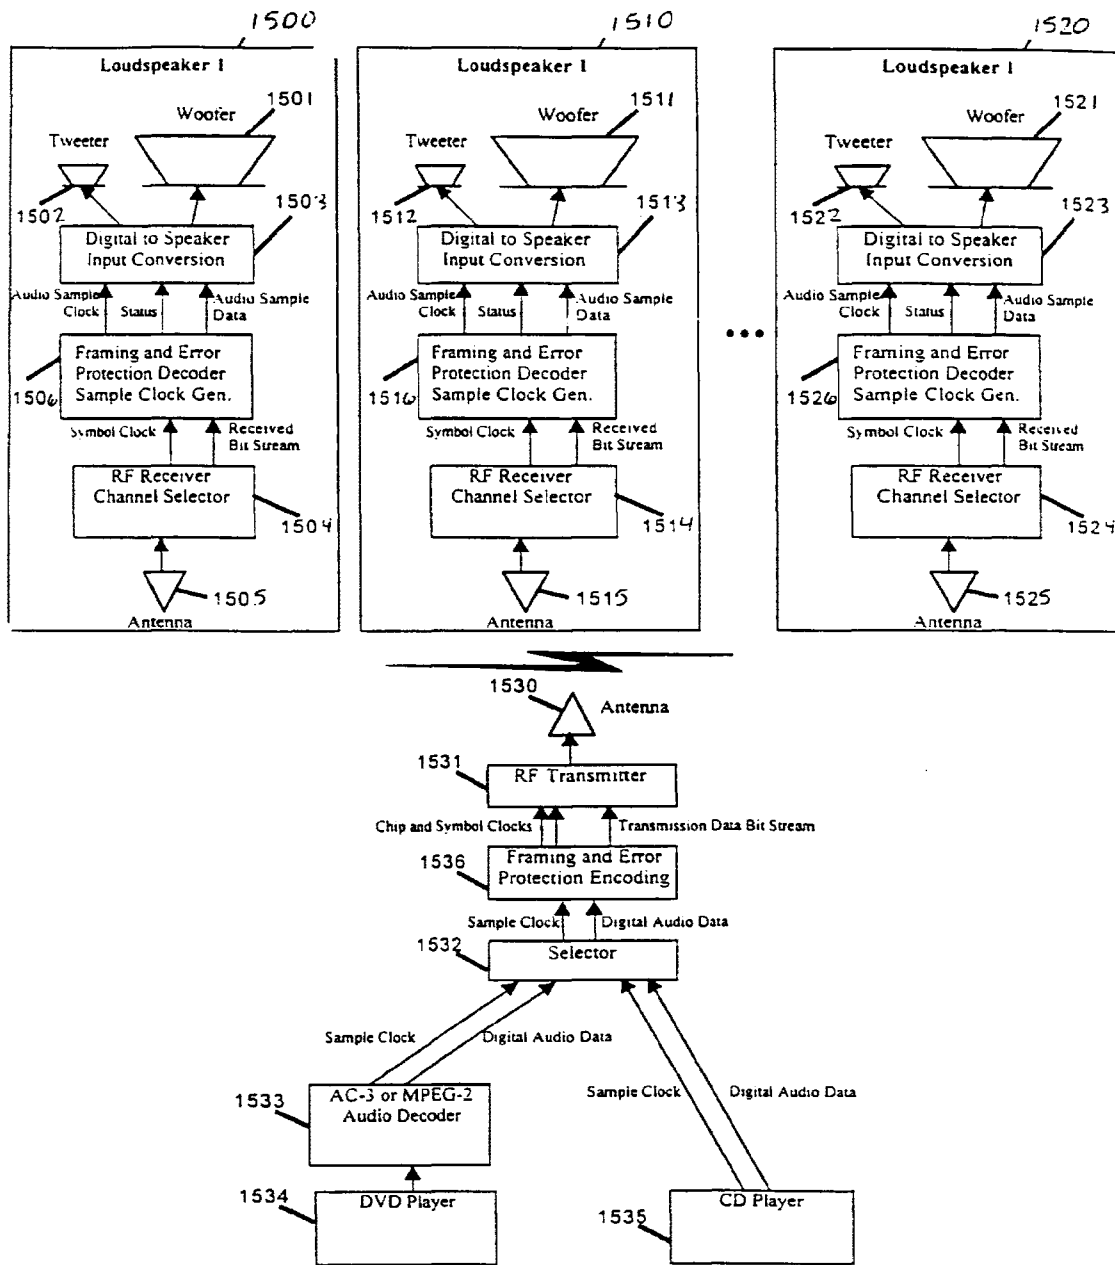 1500
1510
1520
Loudspeaker 1
Loudspeaker 1
Loudspeaker 1
1501
1511
1521
Woofer
Woofer
Woofer
Tweeter
Tweeter
Tweeter
1502
1503
1512
1513
1522
1523
Digital to Speaker
Input Conversion
Digital to Speaker
Input Conversion
Digital to Speaker
Input Conversion
Audio Sample
Clock
Status
Audio Sample
Data
Audio Sample
Clock
Status
Audio Sample
Data
Audio Sample
Clock
Status
Audio Sample
Data
1506
Framing and Error
Protection Decoder
Sample Clock Gen.
1516
Framing and Error
Protection Decoder
Sample Clock Gen.
1526
Framing and Error
Protection Decoder
Sample Clock Gen.
Symbol Clock
Received
Bit Stream
Symbol Clock
Received
Bit Stream
Symbol Clock
Received
Bit Stream
RF Receiver
Channel Selector
RF Receiver
Channel Selector
RF Receiver
Channel Selector
1504
1514
1524
1505
1515
1525
Antenna
Antenna
Antenna
1530
Antenna
1531
RF Transmitter
Chip and Symbol Clocks
Transmission Data Bit Stream
1536
Framing and Error
Protection Encoding
Sample Clock
Digital Audio Data
1532
Selector
Sample Clock
Digital Audio Data
Sample Clock
Digital Audio Data
1533
AC-3 or MPEG-2
Audio Decoder
1534
DVD Player
1535
CD Player